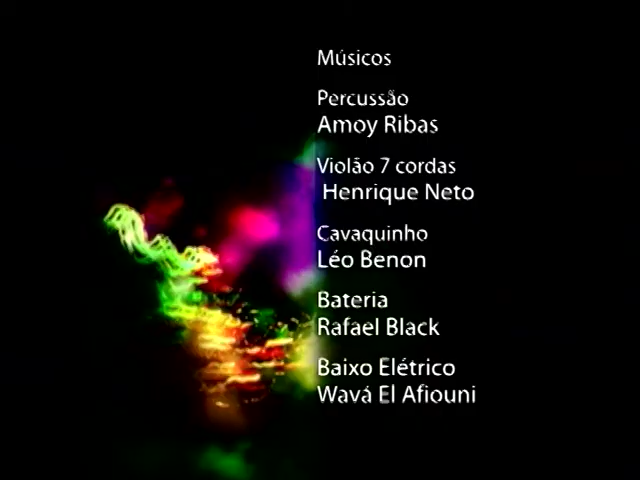 Músicos
Percussão
Amoy Ribas
Violão 7 cordas
Henrique Neto
Cavaquinho
Léo Benon
Bateria
Rafael Black
Baixo Elétrico
Wavá El Afiouni